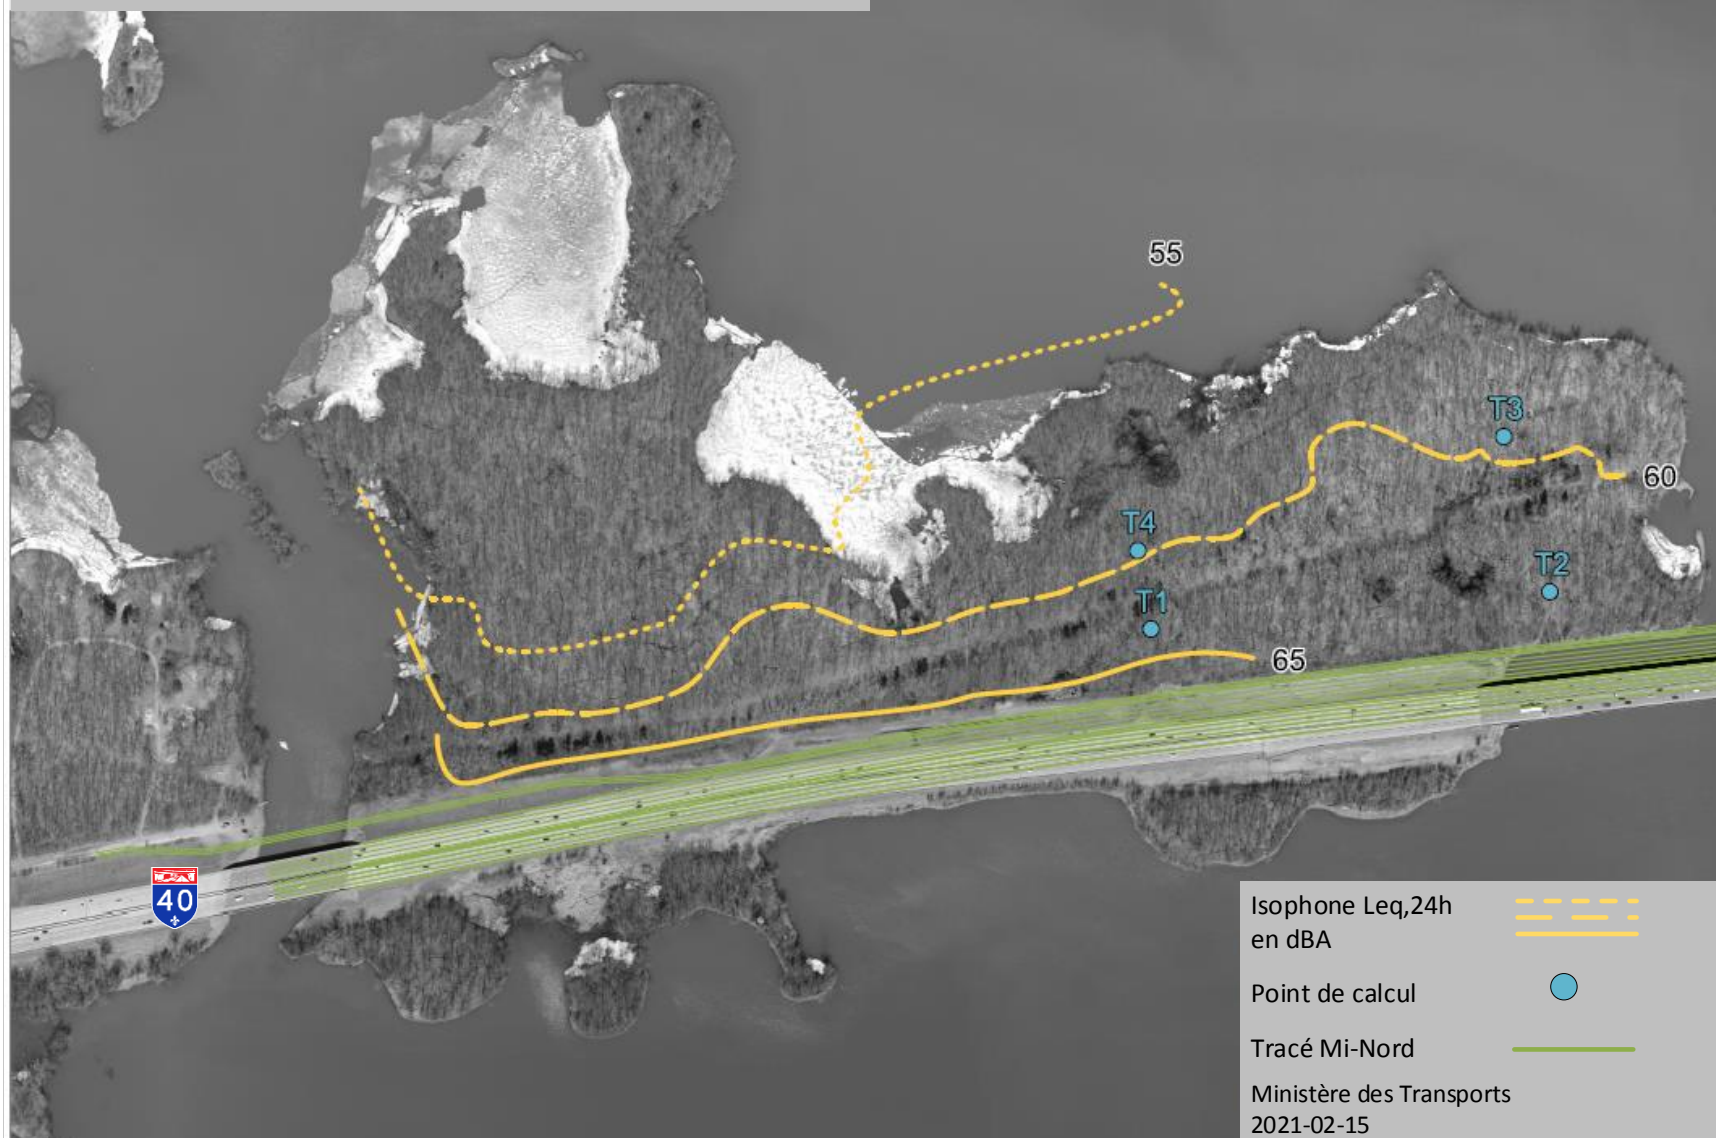 55
T3
60
T4
T2
T1
65
40
Isophone Leq,24h
en dBA
Point de calcul
Tracé Mi-Nord
Ministère des Transports
2021-02-15